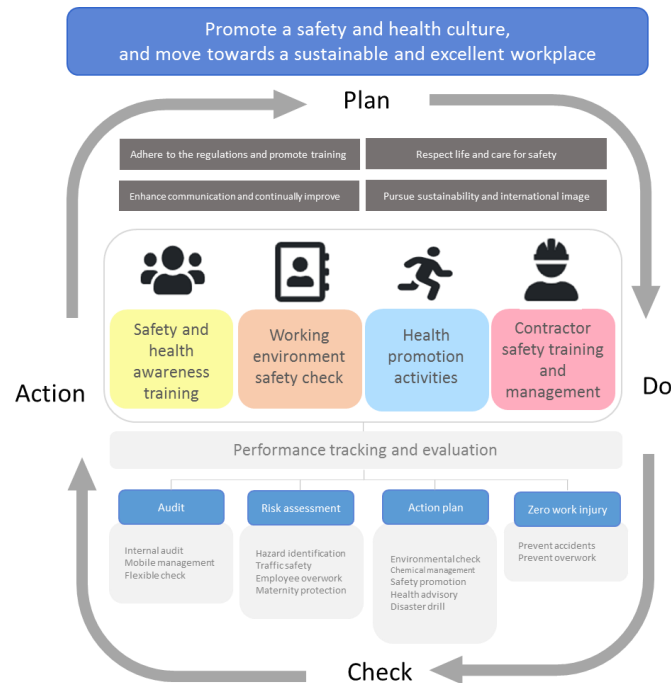 Promote a safety and health culture,
and move towards a sustainable and excellent workplace
Plan
Adhere to the regulations and promote training
Respect life and care for safety
Enhance communication and continually improve
Pursue sustainability and international image
Safety and
health
awareness
training
Working
environment
safety check
Health
promotion
activities
Contractor
safety training
and
management
Action
Do
Performance tracking and evaluation
Audit
Internal audit
Mobile management
Flexible check
Risk assessment
Hazard identification
Traffic safety
Employee overwork
Maternity protection
Action plan
Environmental check
Chemical management
Safety promotion
Health advisory
Disaster drill
Zero work injury
Prevent accidents
Prevent overwork
Check